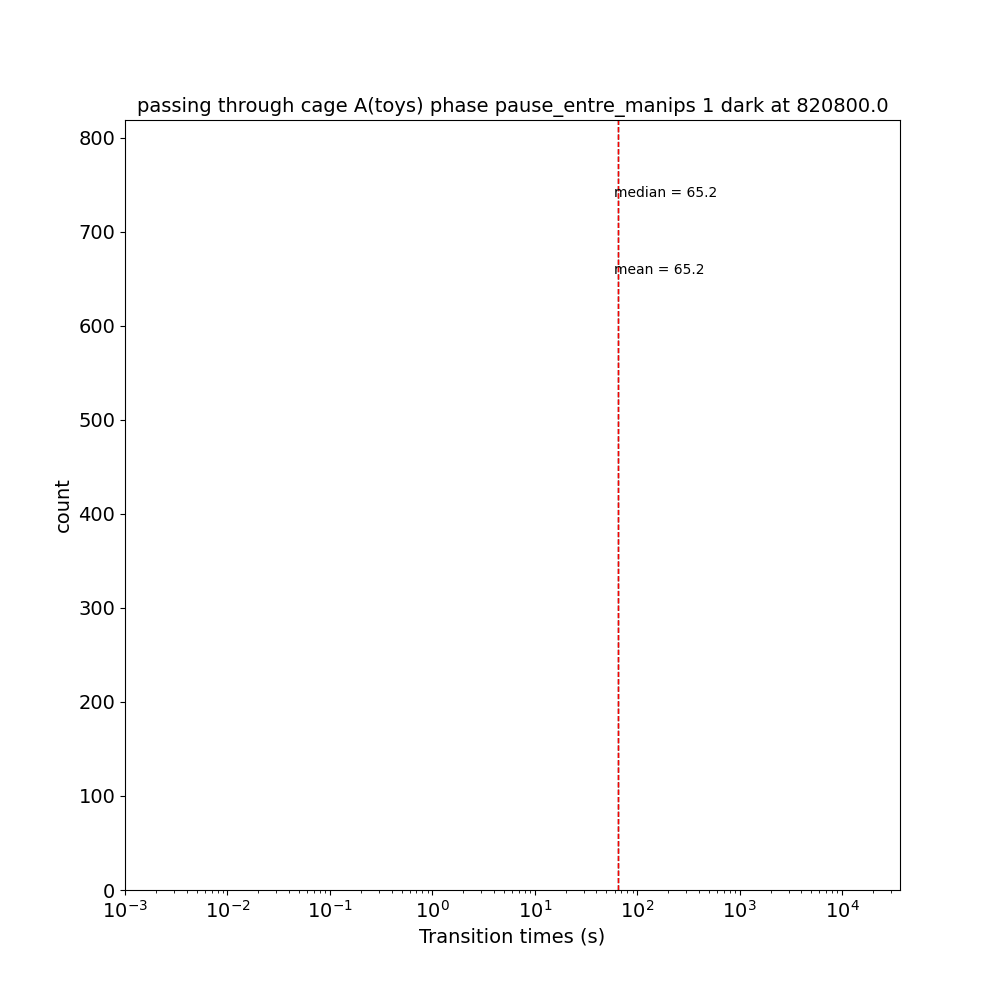 passing through cage A(toys) phase pause_entre_manips 1 dark at 820800.0
800
median = 65.2
700
mean = 65.2
600
500
400
300
200
100
0
count
10⁻³ 10⁻² 10⁻¹ 10⁰ 10¹ 10² 10³ 10⁴
Transition times (s)